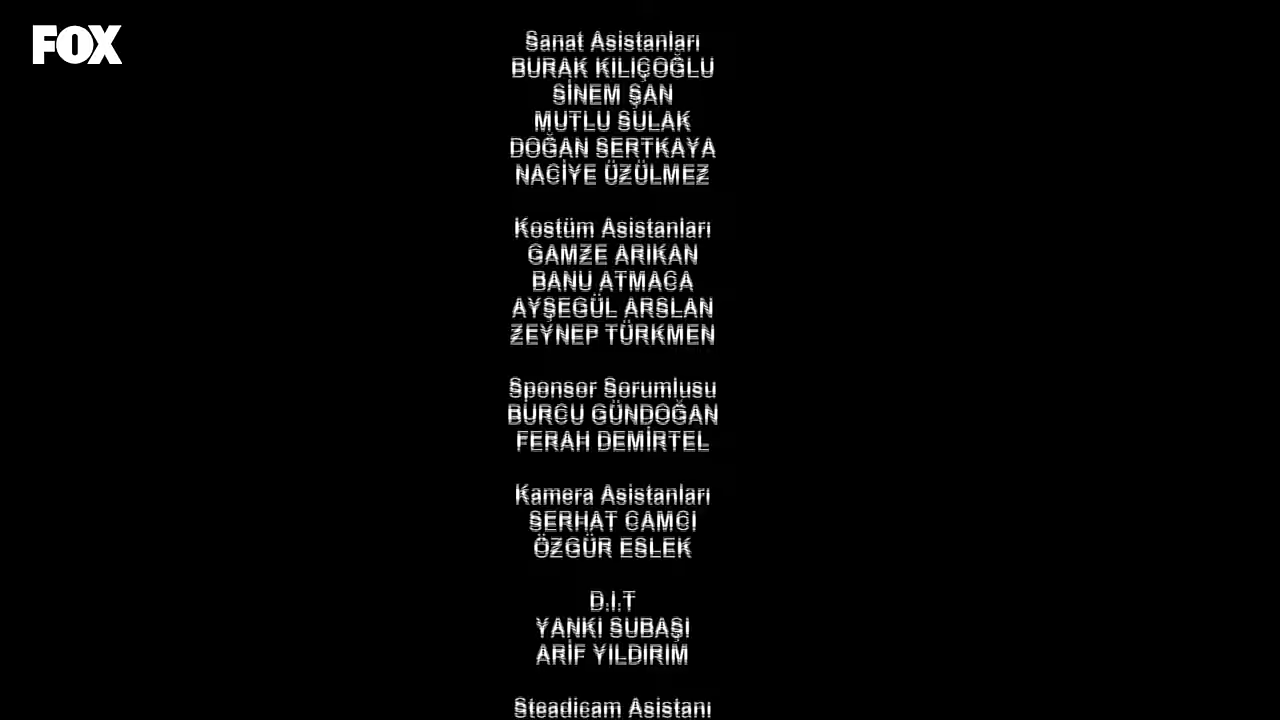 FOX
Sanat Asistanları
BURAK KILIÇOĞLU
SİNEM ŞAN
MUTLU SULAK
DOĞAN SERTKAYA
NACİYE ÜZÜLMEZ
Kostüm Asistanları
GAMZE ARIKAN
BANU ATMACA
AYŞEGÜL ARSLAN
ZEYNEP TÜRKMEN
Sponsor Sorumlusu
BURCU GÜNDOĞAN
FERAH DEMİRTEL
Kamera Asistanları
SERHAT CAMCI
ÖZGÜR ESLEK
D.I.T
YANKI SUBAŞI
ARİF YILDIRIM
Steadicam Asistanı